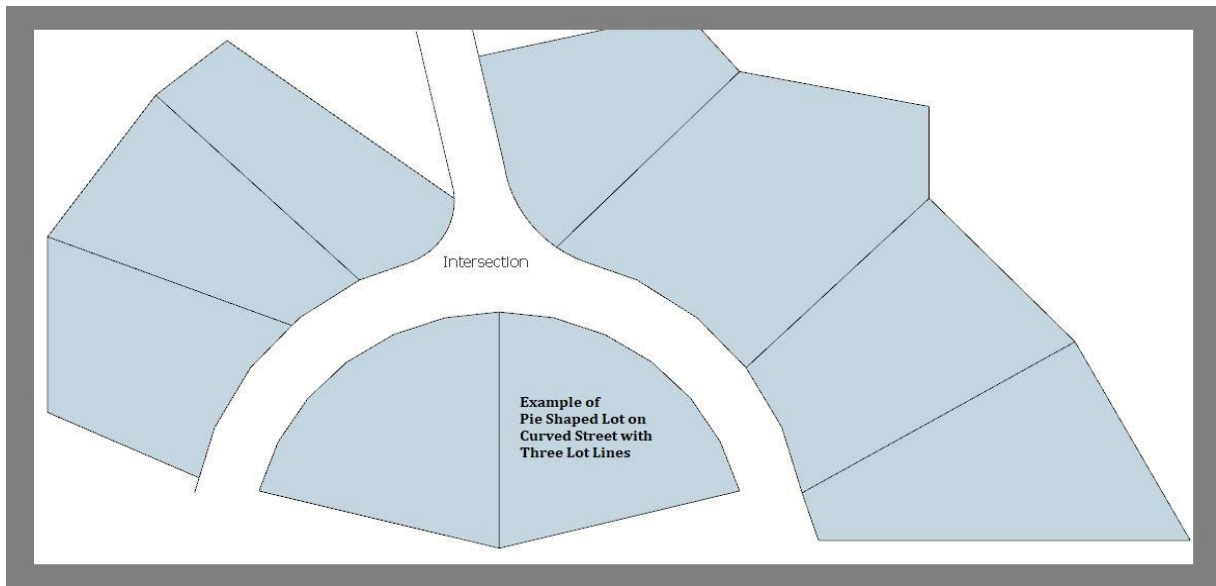 Intersection
Example of
Pie Shaped Lot on
Curved Street with
Three Lot Lines